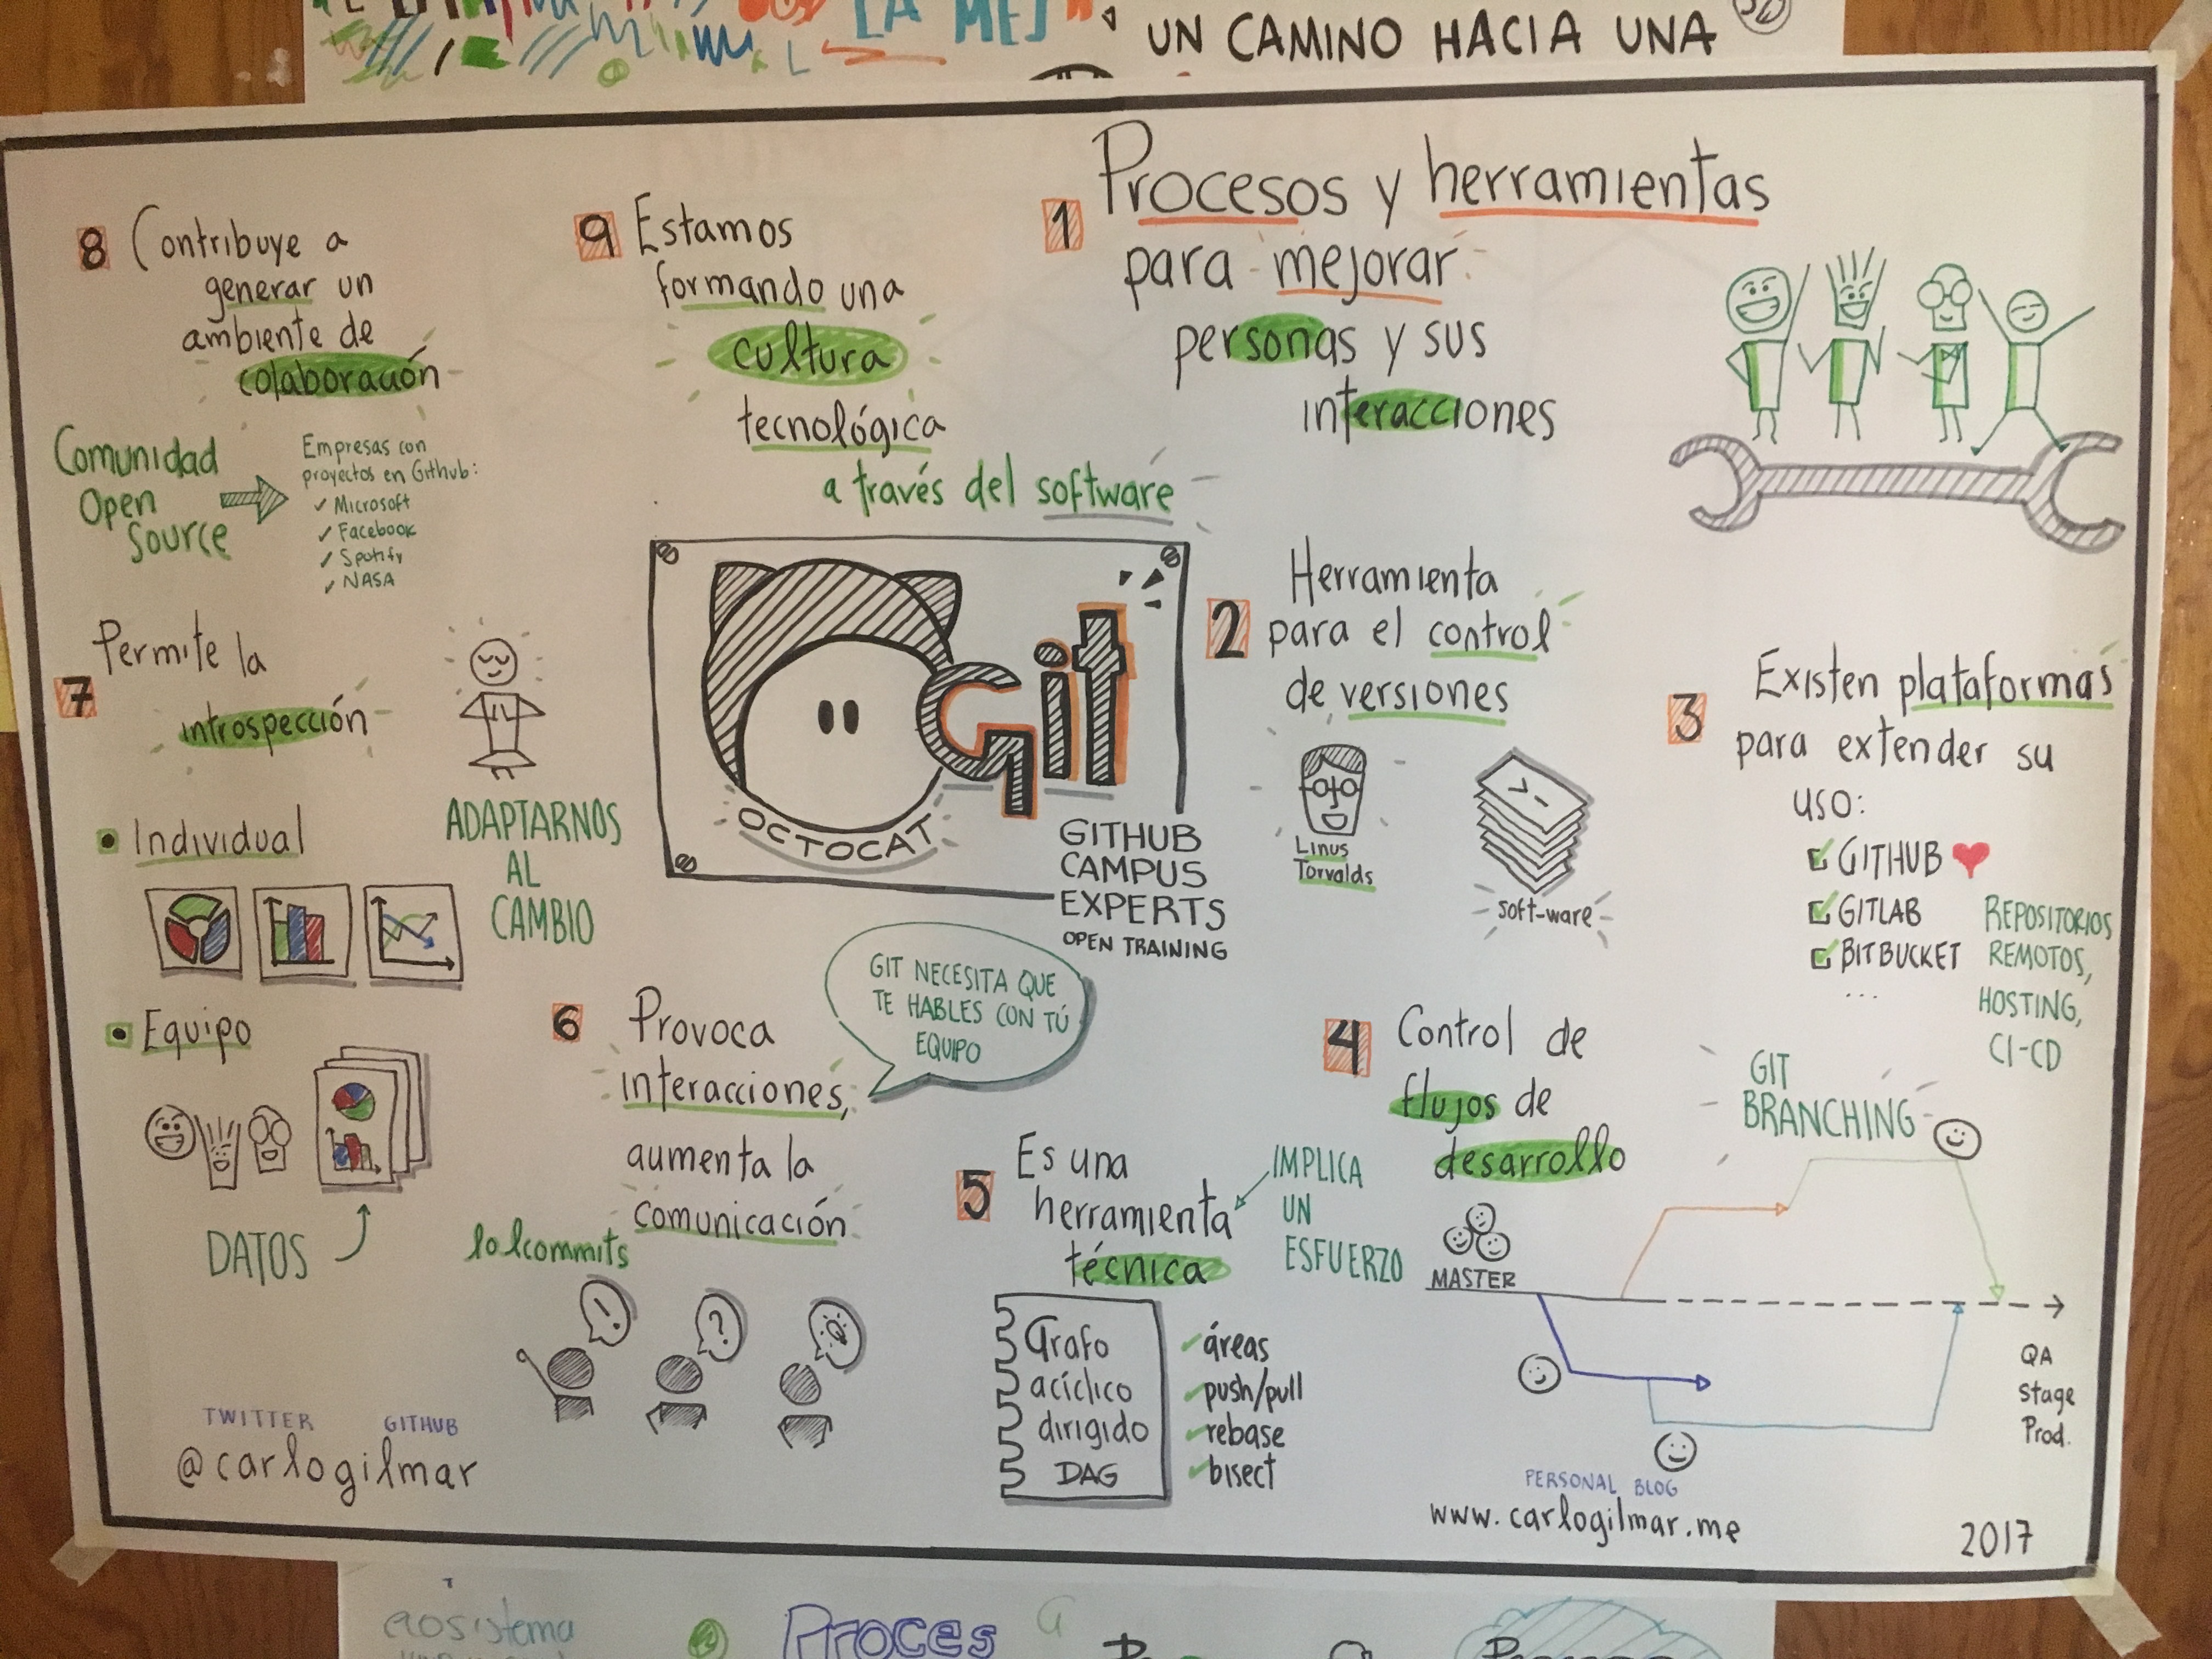 LA MEJ
UN CAMINO HACIA UNA
1
Procesos y herramientas
para mejorar
personas y sus
interacciones
2
Herramienta
para el control
de versiones
Linus
Torvalds
soft-ware
3
Existen plataformas
para extender su
uso:
GITHUB
GITLAB
BITBUCKET
...
REPOSITORIOS
REMOTOS,
HOSTING,
CI-CD
4
Control de
flujos de
desarrollo
GIT
BRANCHING
MASTER
QA
Stage
Prod.
5
Es una
herramienta
técnica
IMPLICA
UN
ESFUERZO
Grafo
acíclico
dirigido
DAG
áreas
push/pull
rebase
bisect
6
Provoca
interacciones,
aumenta la
comunicación
GIT NECESITA QUE
TE HABLES CON TÚ
EQUIPO
lolcommits
!
?
7
Permite la
introspección
Individual
Equipo
DATOS
ADAPTARNOS
AL
CAMBIO
8
Contribuye a
generar un
ambiente de
colaboración
Comunidad
Open
Source
Empresas con
proyectos en Github:
Microsoft
Facebook
Spotify
NASA
9
Estamos
formando una
cultura
tecnológica
a través del software
Git
OCTOCAT
GITHUB
CAMPUS
EXPERTS
OPEN TRAINING
TWITTER GITHUB
@carlogilmar
PERSONAL BLOG
www.carlogilmar.me
2017
Proces